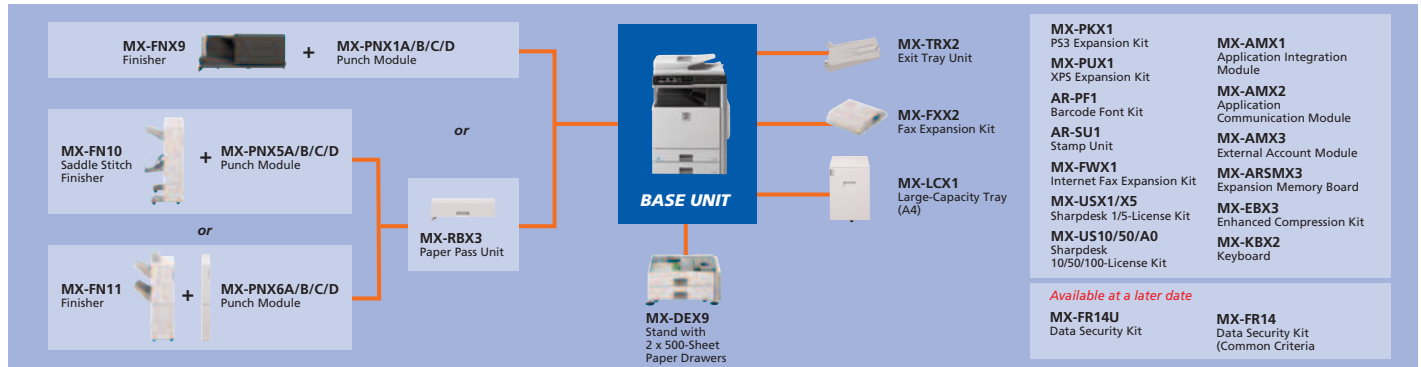 MX-FNX9
Finisher
+
MX-PNX1A/B/C/D
Punch Module
or
MX-FN10
Saddle Stitch
Finisher
+
MX-PNX5A/B/C/D
Punch Module
or
MX-FN11
Finisher
+
MX-PNX6A/B/C/D
Punch Module
MX-RBX3
Paper Pass Unit
BASE UNIT
MX-TRX2
Exit Tray Unit
MX-FXX2
Fax Expansion Kit
MX-LCX1
Large-Capacity Tray
(A4)
MX-DEX9
Stand with
2 x 500-Sheet
Paper Drawers
MX-PKX1
PS3 Expansion Kit
MX-PUX1
XPS Expansion Kit
AR-PF1
Barcode Font Kit
AR-SU1
Stamp Unit
MX-FWX1
Internet Fax Expansion Kit
MX-USX1/X5
Sharpdesk 1/5-License Kit
MX-US10/50/A0
Sharpdesk
10/50/100-License Kit
MX-AMX1
Application Integration
Module
MX-AMX2
Application
Communication Module
MX-AMX3
External Account Module
MX-ARSMX3
Expansion Memory Board
MX-EBX3
Enhanced Compression Kit
MX-KBX2
Keyboard
Available at a later date
MX-FR14U
Data Security Kit
MX-FR14
Data Security Kit
(Common Criteria